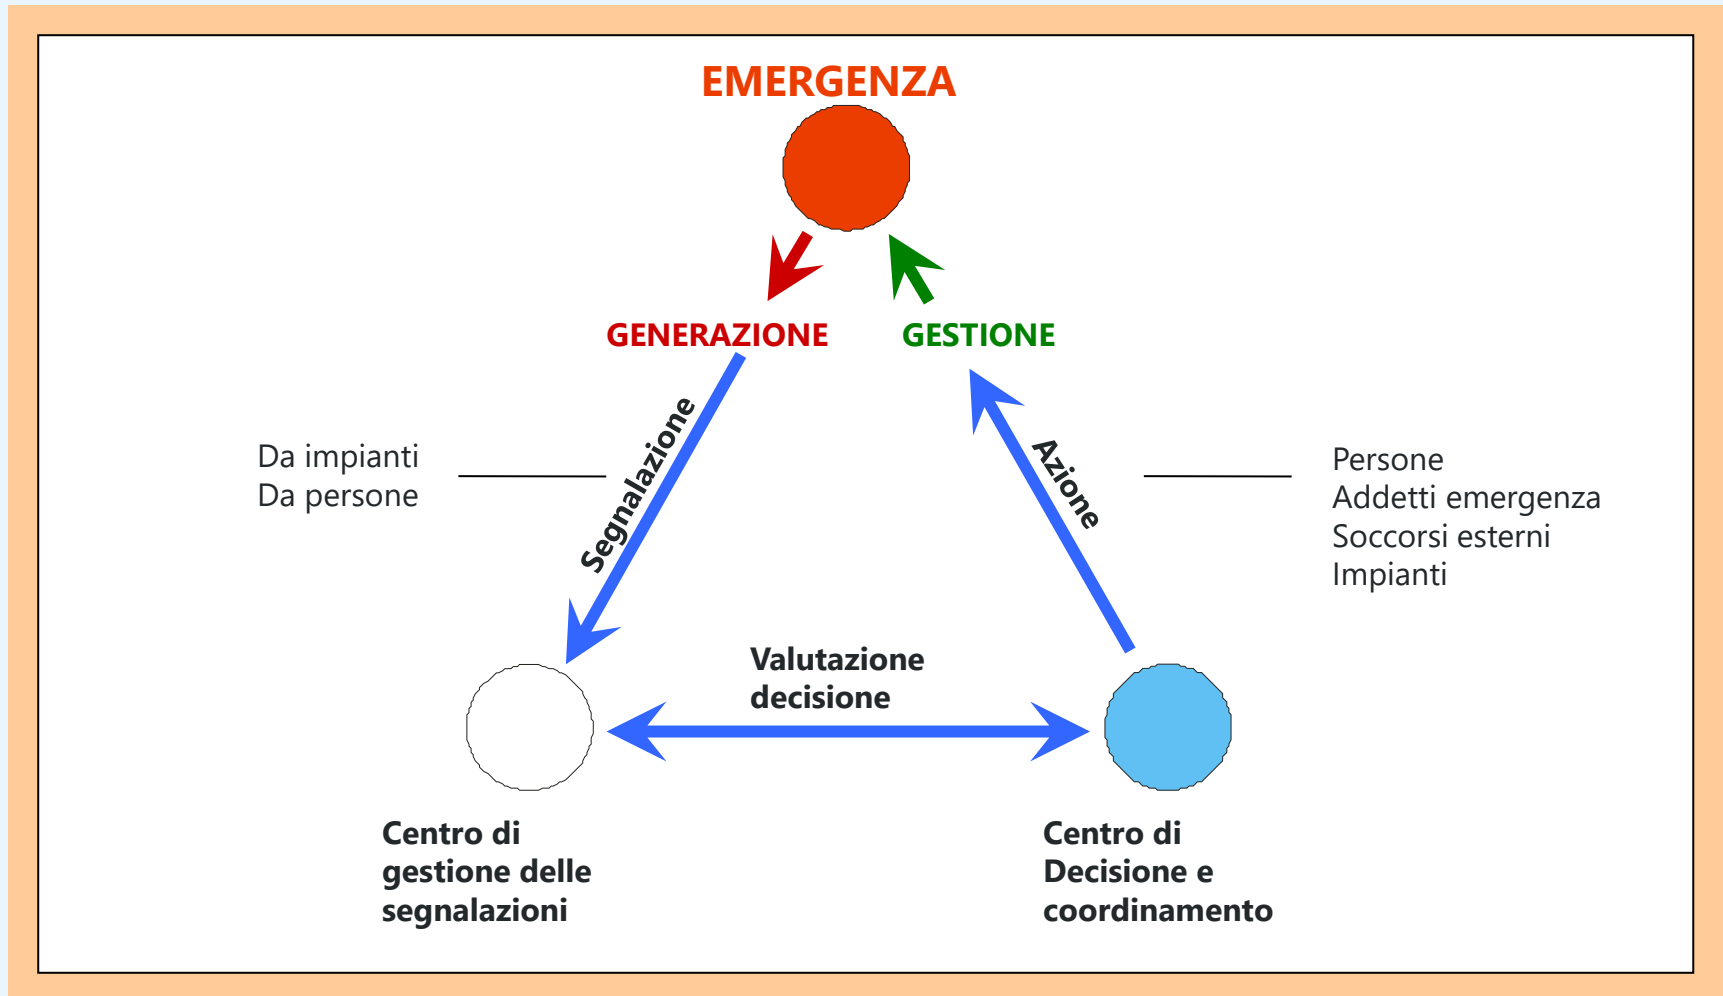 EMERGENZA
GENERAZIONE
GESTIONE
Segnalazione
Azione
Da impianti
Da persone
Persone
Addetti emergenza
Soccorsi esterni
Impianti
Valutazione
decisione
Centro di
gestione delle
segnalazioni
Centro di
Decisione e
coordinamento